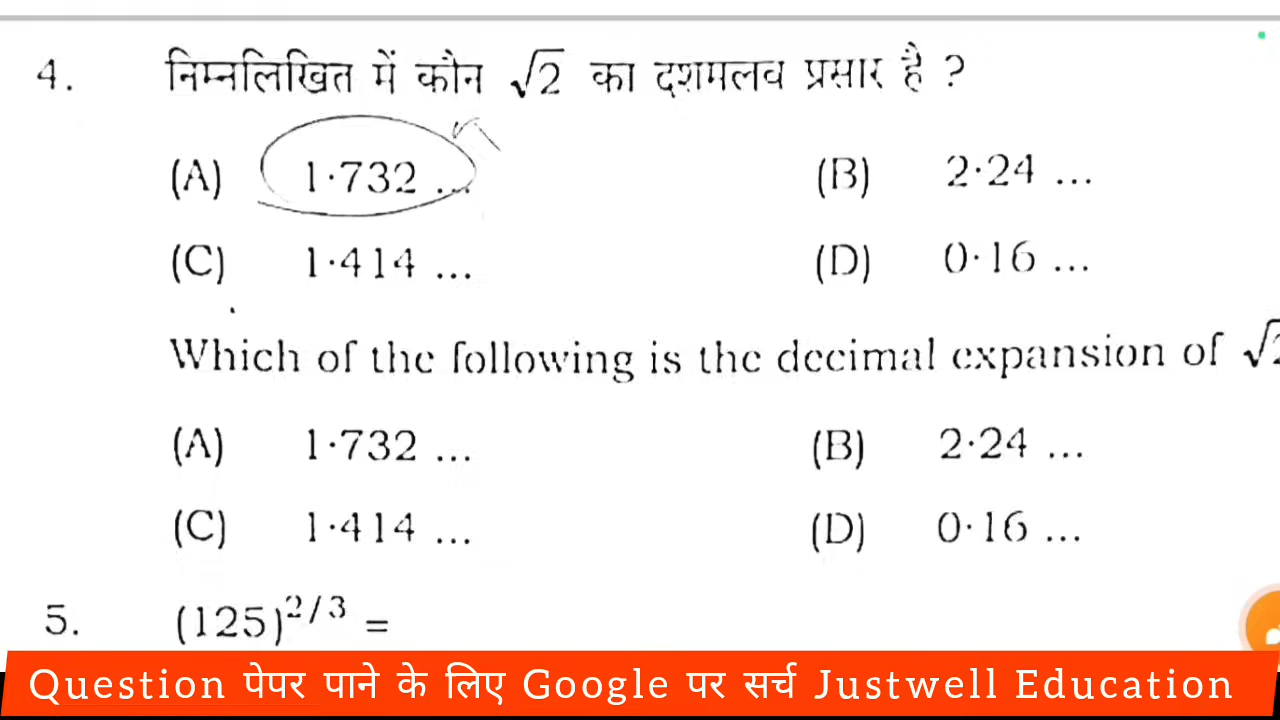 4. निम्नलिखित में कौन √2 का दशमलव प्रसार है ?
(A) 1·732 ... (B) 2·24 ...
(C) 1·414 ... (D) 0·16 ...
Which of the following is the decimal expansion of √2
(A) 1·732 ... (B) 2·24 ...
(C) 1·414 ... (D) 0·16 ...
5. (125)^2/3 =
Question पेपर पाने के लिए Google पर सर्च Justwell Education